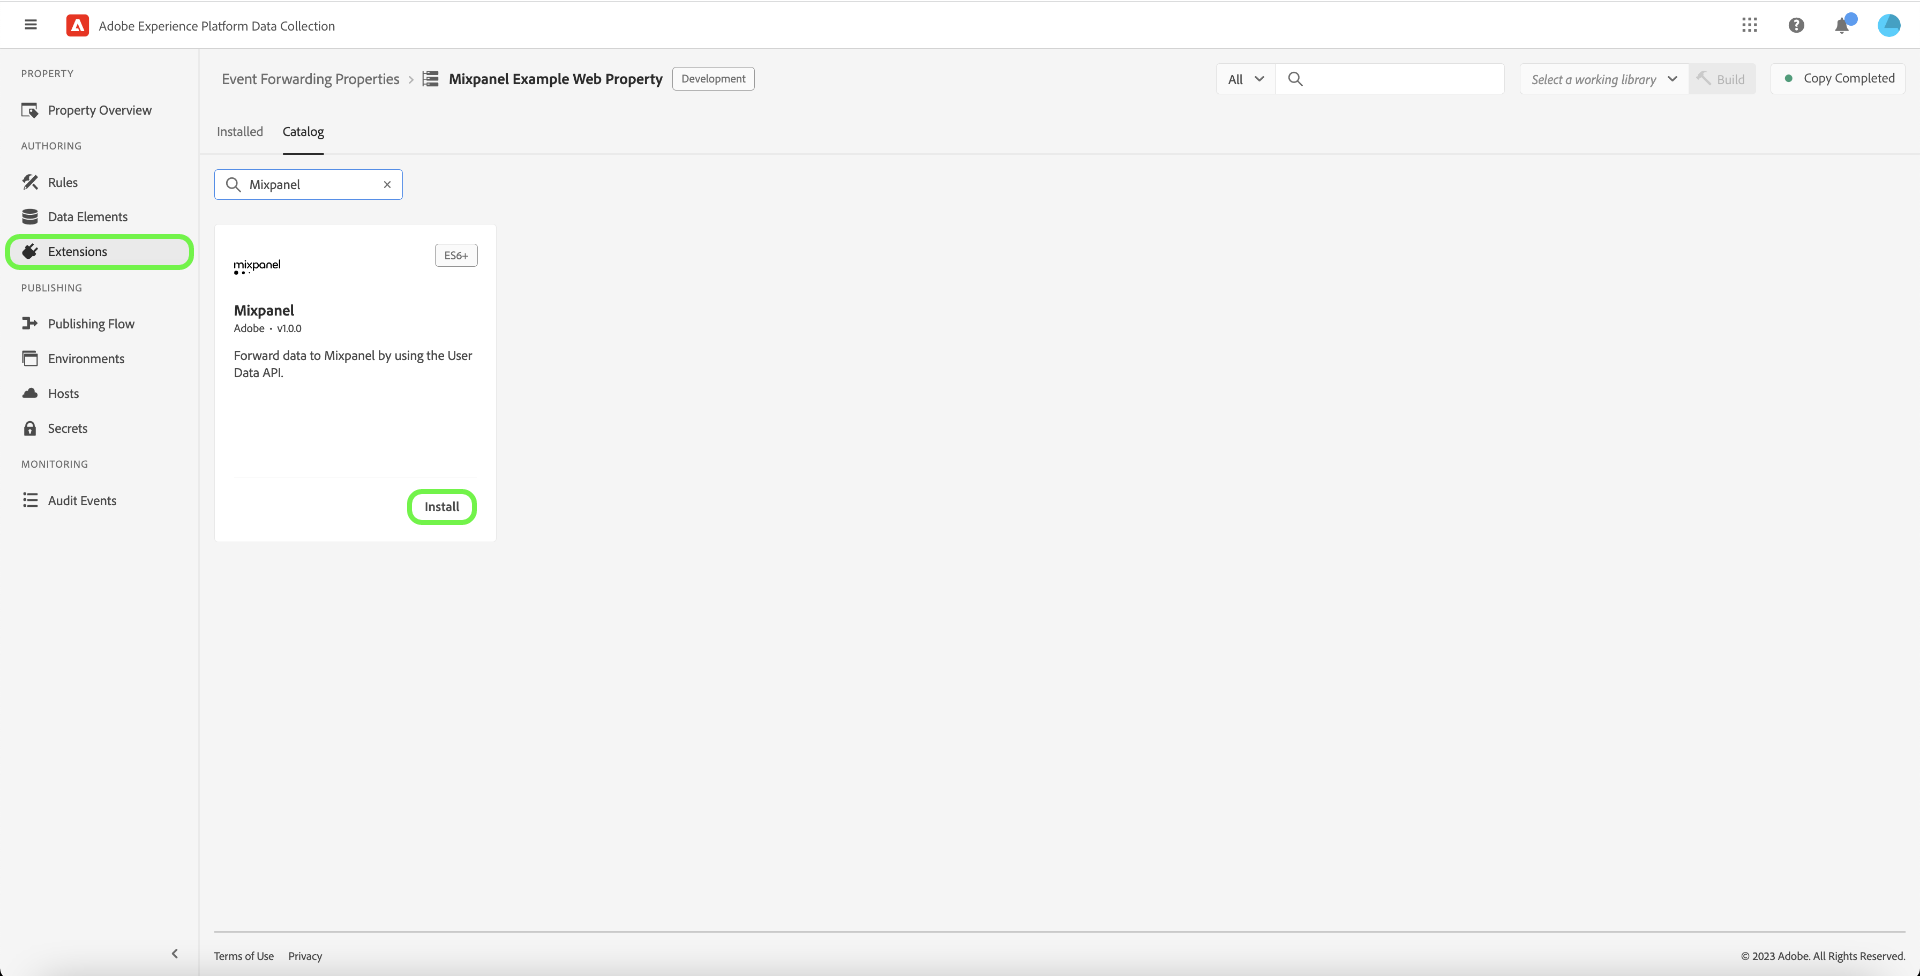 Adobe Experience Platform Data Collection
PROPERTY
Property Overview
AUTHORING
Rules
Data Elements
Extensions
PUBLISHING
Publishing Flow
Environments
Hosts
Secrets
MONITORING
Audit Events
Event Forwarding Properties
Mixpanel Example Web Property
Development
All
Select a working library
Build
Copy Completed
Installed
Catalog
Mixpanel
mixpanel
ES6+
Mixpanel
Adobe • v1.0.0
Forward data to Mixpanel by using the User
Data API.
Install
Terms of Use
Privacy
© 2023 Adobe. All Rights Reserved.